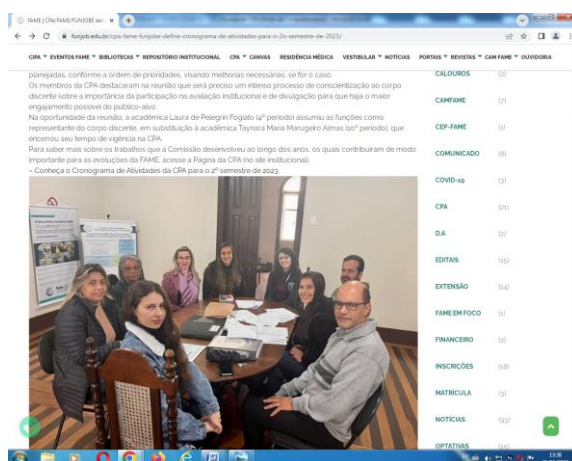 FAME | CPA/FAME/FUNJOBE def
funjob.edu.br/cpa-fame-funjobe-define-cronograma-de-atividades-para-o-2o-semestre-de-2023/
CIPA EVENTOS FAME BIBLIOTECAS REPOSITÓRIO INSTITUCIONAL CPA CANVAS RESIDÊNCIA MÉDICA VESTIBULAR NOTÍCIAS PORTAIS REVISTAS CAM FAME OUVIDORIA
planejadas, conforme a ordem de prioridades, visando melhorias necessárias, se for o caso.
Os membros da CPA destacaram na reunião que será preciso um intenso processo de conscientização ao corpo
discente sobre a importância da participação na avaliação institucional e de divulgação para que haja o maior
engajamento possível do público-alvo.
Na oportunidade da reunião, a acadêmica Laura de Pelegrin Fogiato (4º período) assumiu as funções como
representante do corpo discente, em substituição à acadêmica Taynara Maria Marugeiro Almas (10º período), que
encerrou seu tempo de vigência na CPA.
Para saber mais sobre os trabalhos que a Comissão desenvolveu ao longo dos anos, os quais contribuíram de modo
importante para as evoluções da FAME, acesse a Página da CPA (no site institucional).
– Conheça o Cronograma de Atividades da CPA para o 2º semestre de 2023.
CALOUROS (2)
CAMFAME (7)
CEP-FAME (1)
COMUNICADO (8)
COVID-19 (3)
CPA (21)
D.A (2)
EDITAIS (15)
EXTENSÃO (14)
FAME EM FOCO (1)
FINANCEIRO (2)
INSCRIÇÕES (18)
MATRÍCULA (3)
NOTÍCIAS (93)
OPTATIVAS
13:38